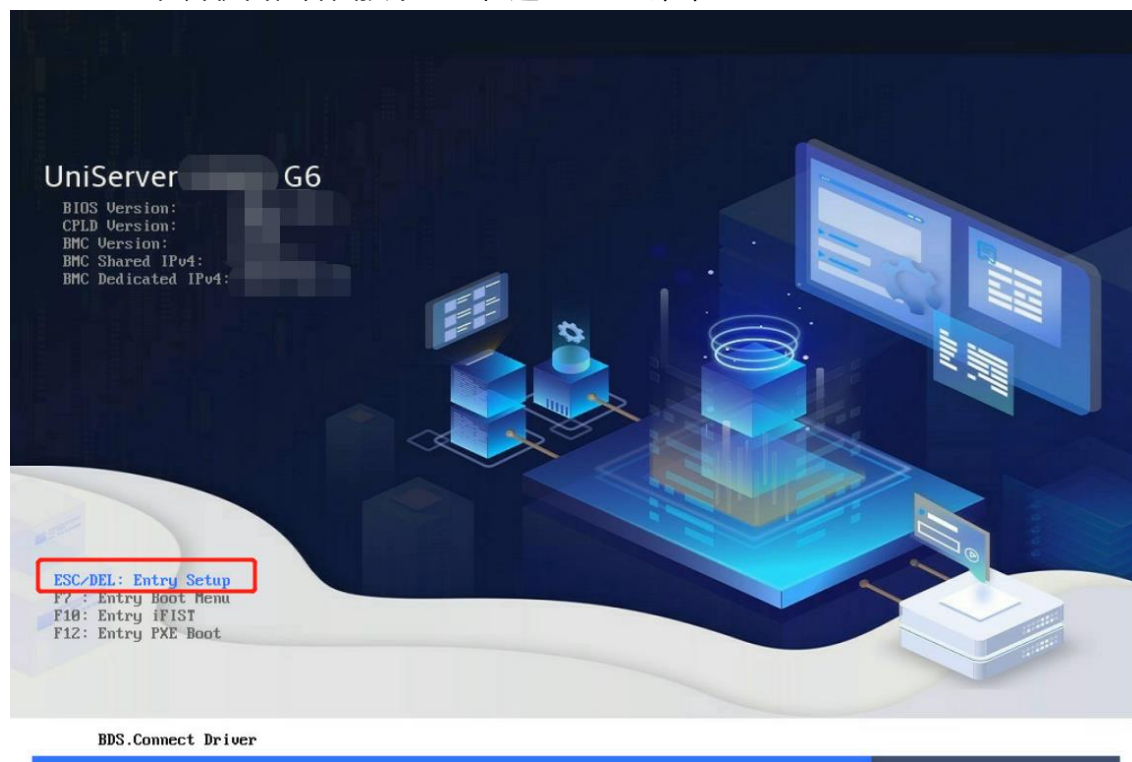 UniServer G6
BIOS Version:
CPLD Version:
BMC Version:
BMC Shared IPv4:
BMC Dedicated IPv4:
ESC/DEL: Entry Setup
F7 : Entry Boot Menu
F10: Entry iFIST
F12: Entry PXE Boot
BDS.Connect Driver